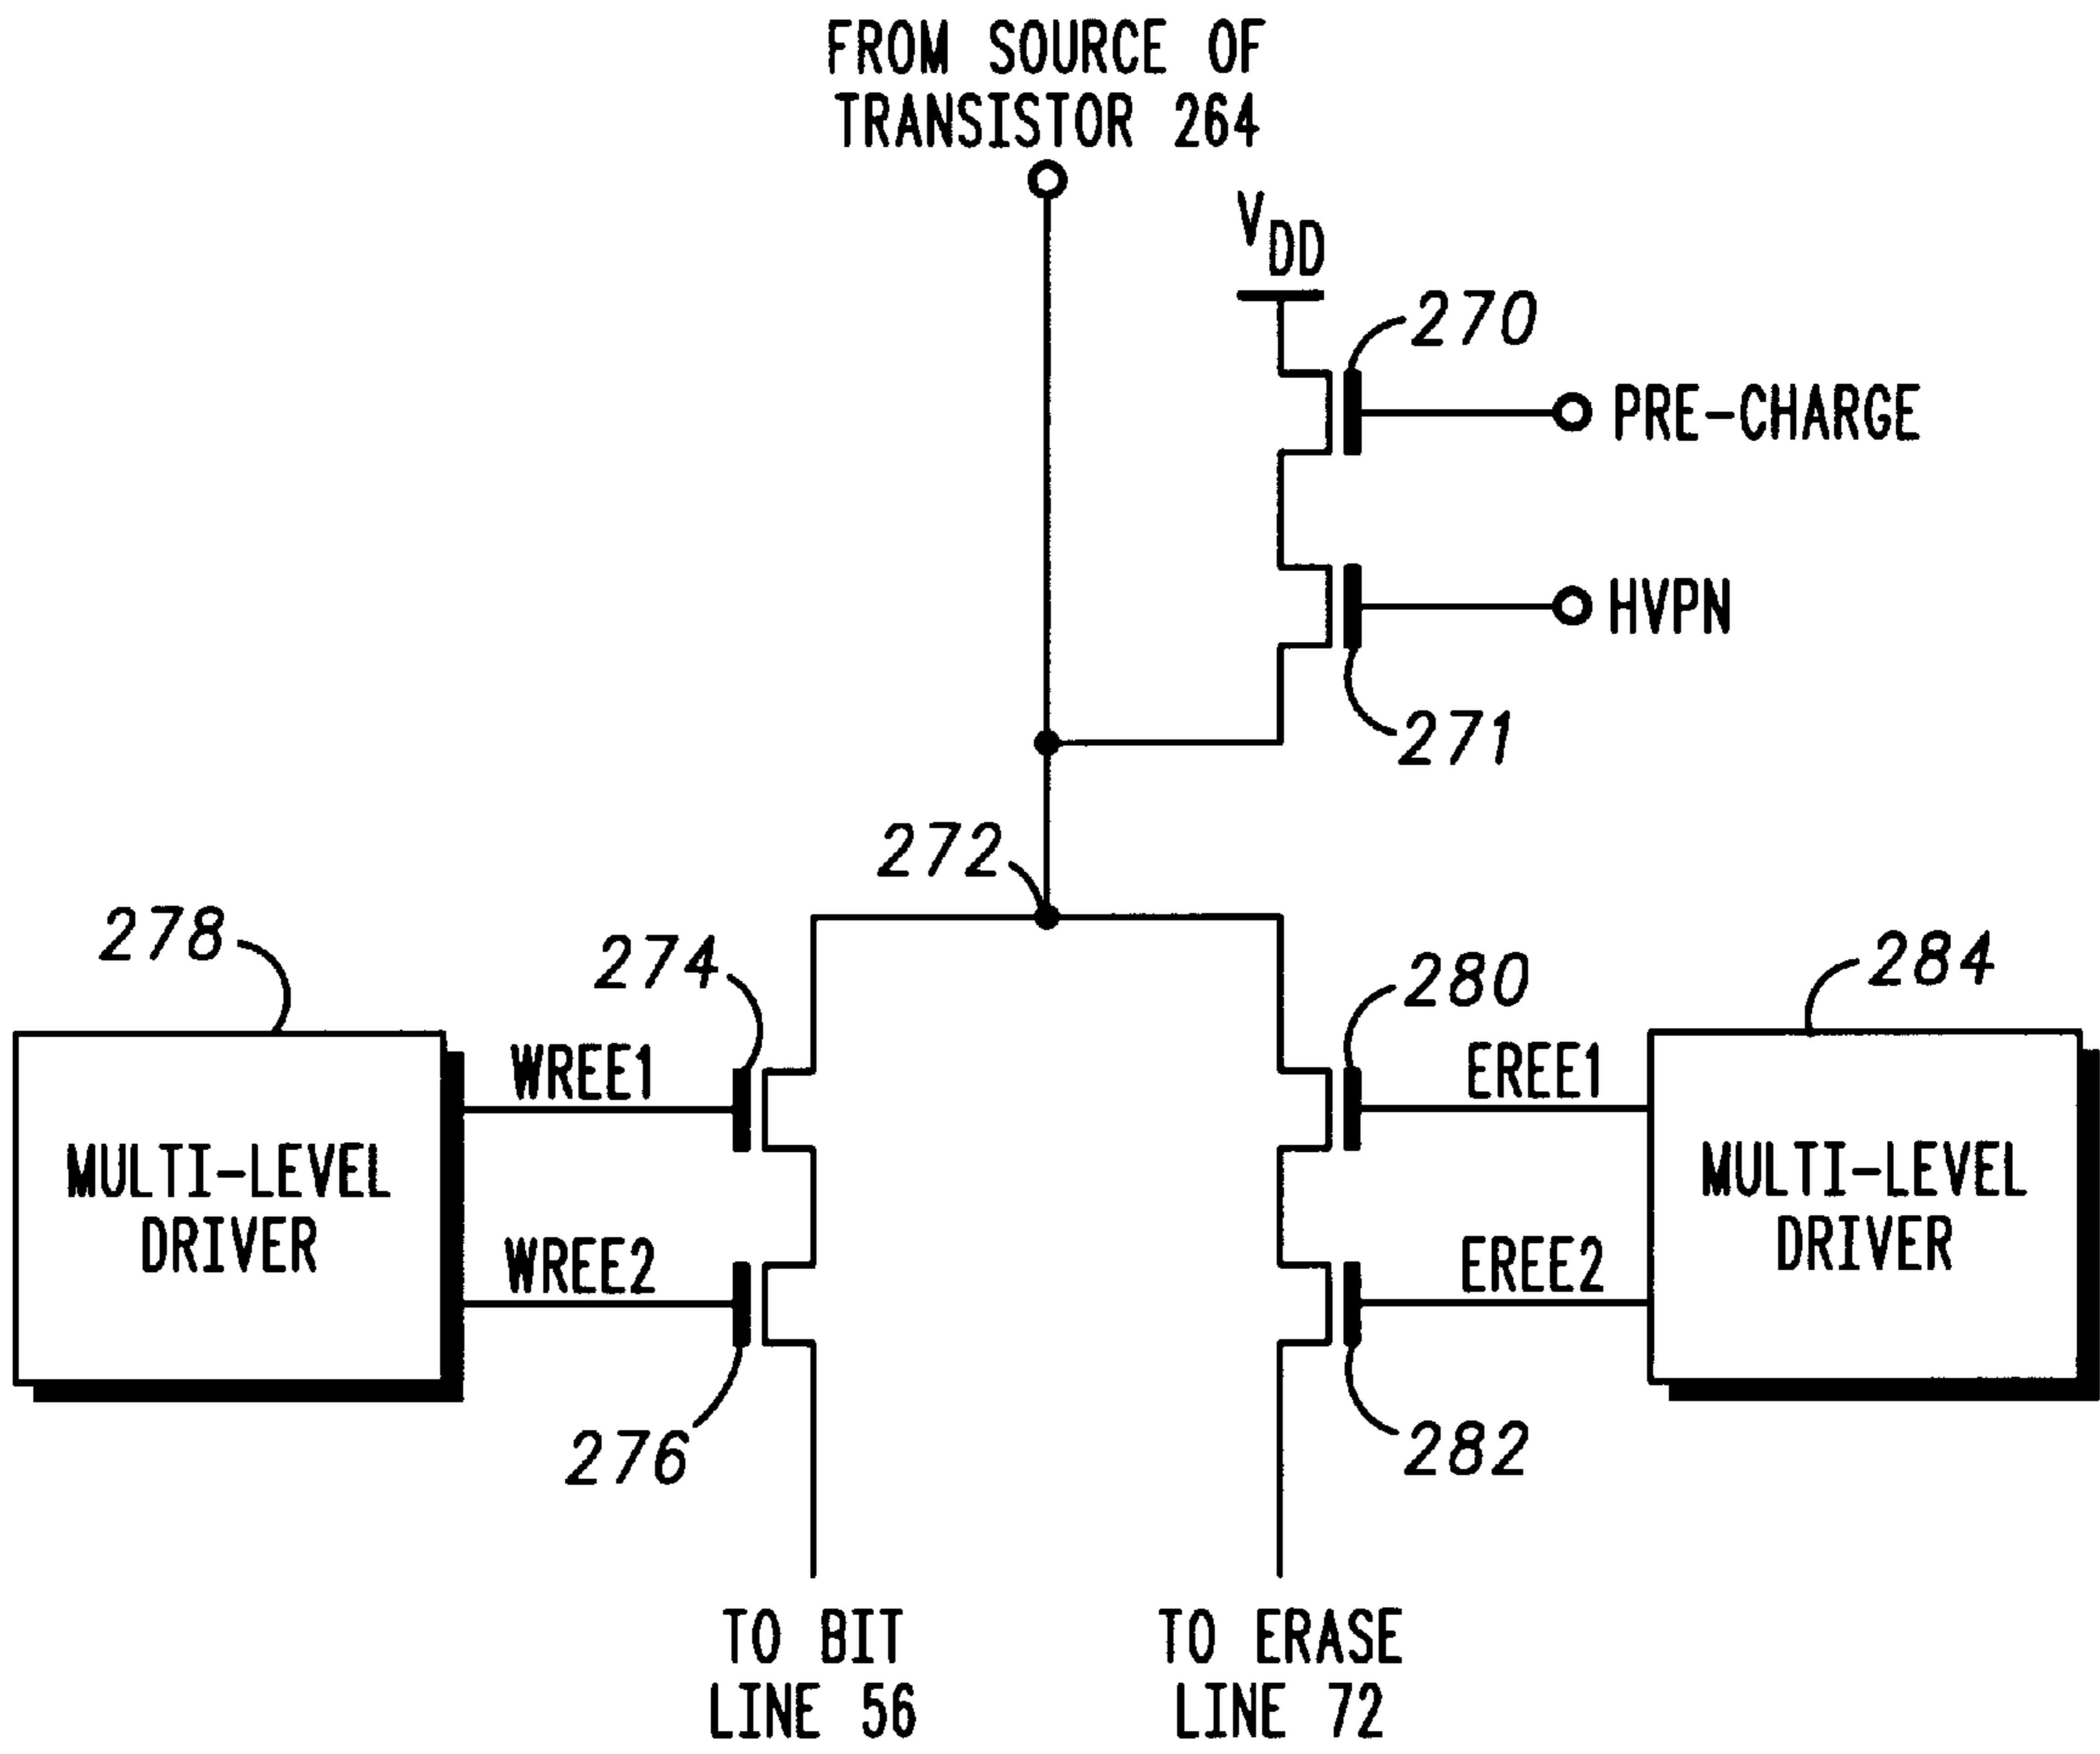 FROM SOURCE OF
TRANSISTOR 264
VDD
270
PRE-CHARGE
HVPN
271
272
278
274
280
284
WREE1
EREE1
MULTI-LEVEL
DRIVER
MULTI-LEVEL
DRIVER
WREE2
EREE2
276
282
TO BIT
LINE 56
TO ERASE
LINE 72